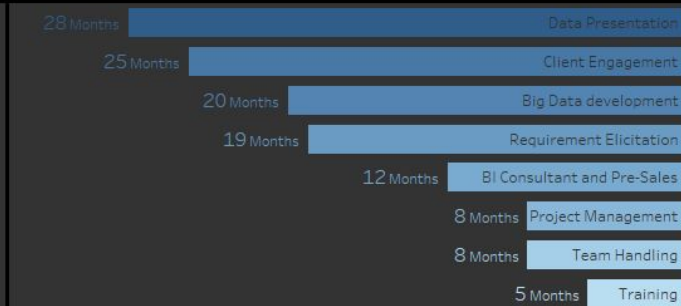 28 Months Data Presentation
25 Months Client Engagement
20 Months Big Data development
19 Months Requirement Elicitation
12 Months BI Consultant and Pre-Sales
8 Months Project Management
8 Months Team Handling
5 Months Training